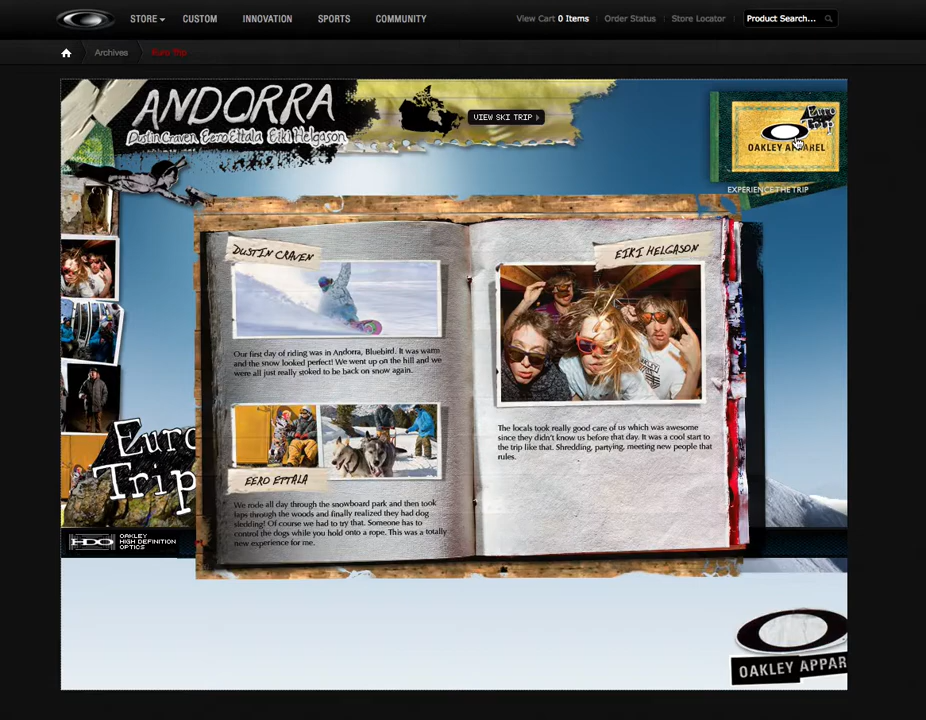 STORE CUSTOM INNOVATION SPORTS COMMUNITY View Cart 0 Items Order Status Store Locator Product Search...
Archives Euro Trip
ANDORRA
Dustin Craven, Eero Ettala, Eiki Helgason
VIEW SKI TRIP
Euro
Trip
OAKLEY APPAREL
EXPERIENCE THE TRIP
DUSTIN CRAVEN
Our first day of riding was in Andorra, Bluebird. It was warm
and the snow looked perfect! We went up on the hill and we
were all just really stoked to be back on snow again.
EERO ETTALA
We rode all day through the snowboard park and then took
laps through the woods and finally realized they had dog
sledding! Of course we had to try that. Someone has to
control the dogs while you hold onto a rope. This was a totally
new experience for me.
EIKI HELGASON
The locals took really good care of us which was awesome
since they didn't know us before that day. It was a cool start to
the trip like that. Shredding, partying, meeting new people that
rules.
Euro
Trip
HDO
OAKLEY
HIGH DEFINITION
OPTICS
OAKLEY APPAR